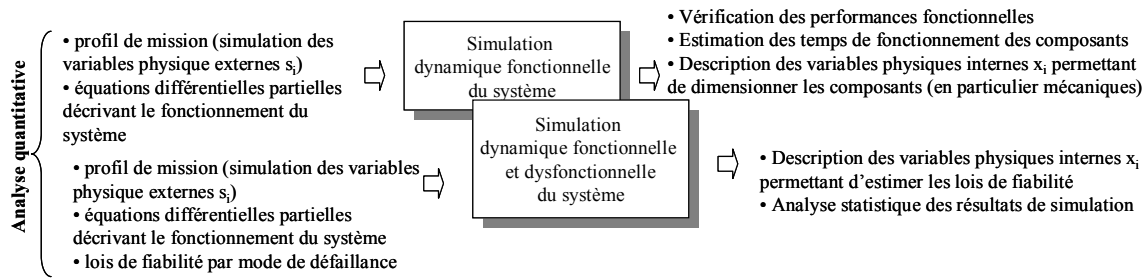 Analyse quantitative
• profil de mission (simulation des
variables physique externes si)
• équations différentielles partielles
décrivant le fonctionnement du
système
Simulation
dynamique fonctionnelle
du système
• Vérification des performances fonctionnelles
• Estimation des temps de fonctionnement des composants
• Description des variables physiques internes xi permettant
de dimensionner les composants (en particulier mécaniques)
• profil de mission (simulation des variables
physique externes si)
• équations différentielles partielles
décrivant le fonctionnement du système
• lois de fiabilité par mode de défaillance
Simulation
dynamique fonctionnelle
et dysfonctionnelle
du système
• Description des variables physiques internes xi
permettant d'estimer les lois de fiabilité
• Analyse statistique des résultats de simulation